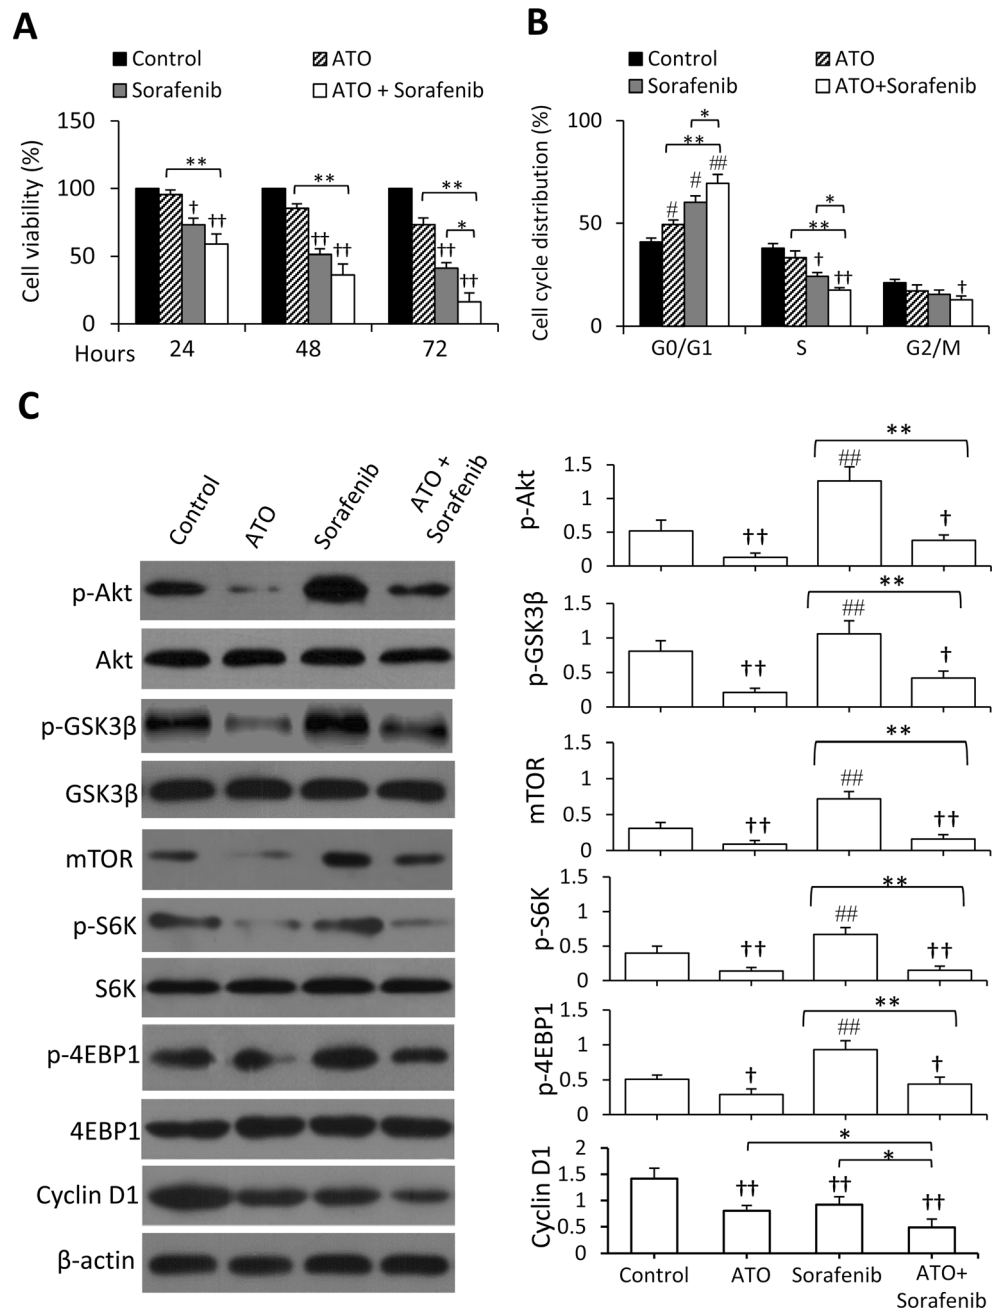 A
Control
ATO
Sorafenib
ATO + Sorafenib
Cell viability (%)
150
100
50
0
**
†
††
**
††
††
**
*
††
††
Hours
24
48
72
B
Control
ATO
Sorafenib
ATO+Sorafenib
Cell cycle distribution (%)
100
50
0
*
**
#
#
##
*
**
†
††
†
G0/G1
S
G2/M
C
Control
ATO
Sorafenib
ATO +
Sorafenib
p-Akt
Akt
p-GSK3β
GSK3β
mTOR
p-S6K
S6K
p-4EBP1
4EBP1
Cyclin D1
β-actin
p-Akt
1.5
1
0.5
0
††
##
†
**
p-GSK3β
1.5
1
0.5
0
††
##
†
**
mTOR
1.5
1
0.5
0
††
##
††
**
p-S6K
1.5
1
0.5
0
††
##
††
**
p-4EBP1
1.5
1
0.5
0
†
##
†
**
Cyclin D1
2
1.5
1
0.5
0
††
††
††
*
*
Control
ATO
Sorafenib
ATO+
Sorafenib